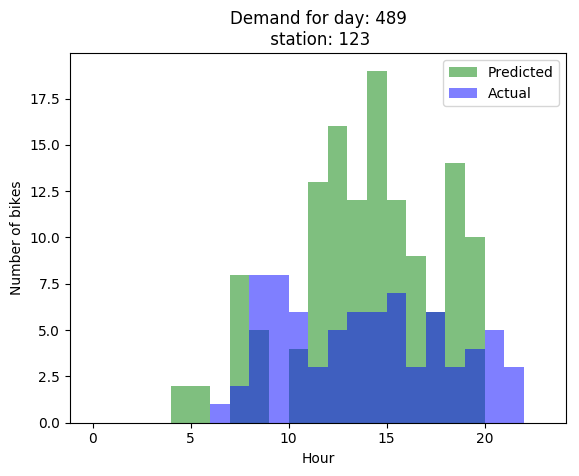 Demand for day: 489
station: 123
Predicted
Actual
Number of bikes
17.5
15.0
12.5
10.0
7.5
5.0
2.5
0.0
0 5 10 15 20
Hour